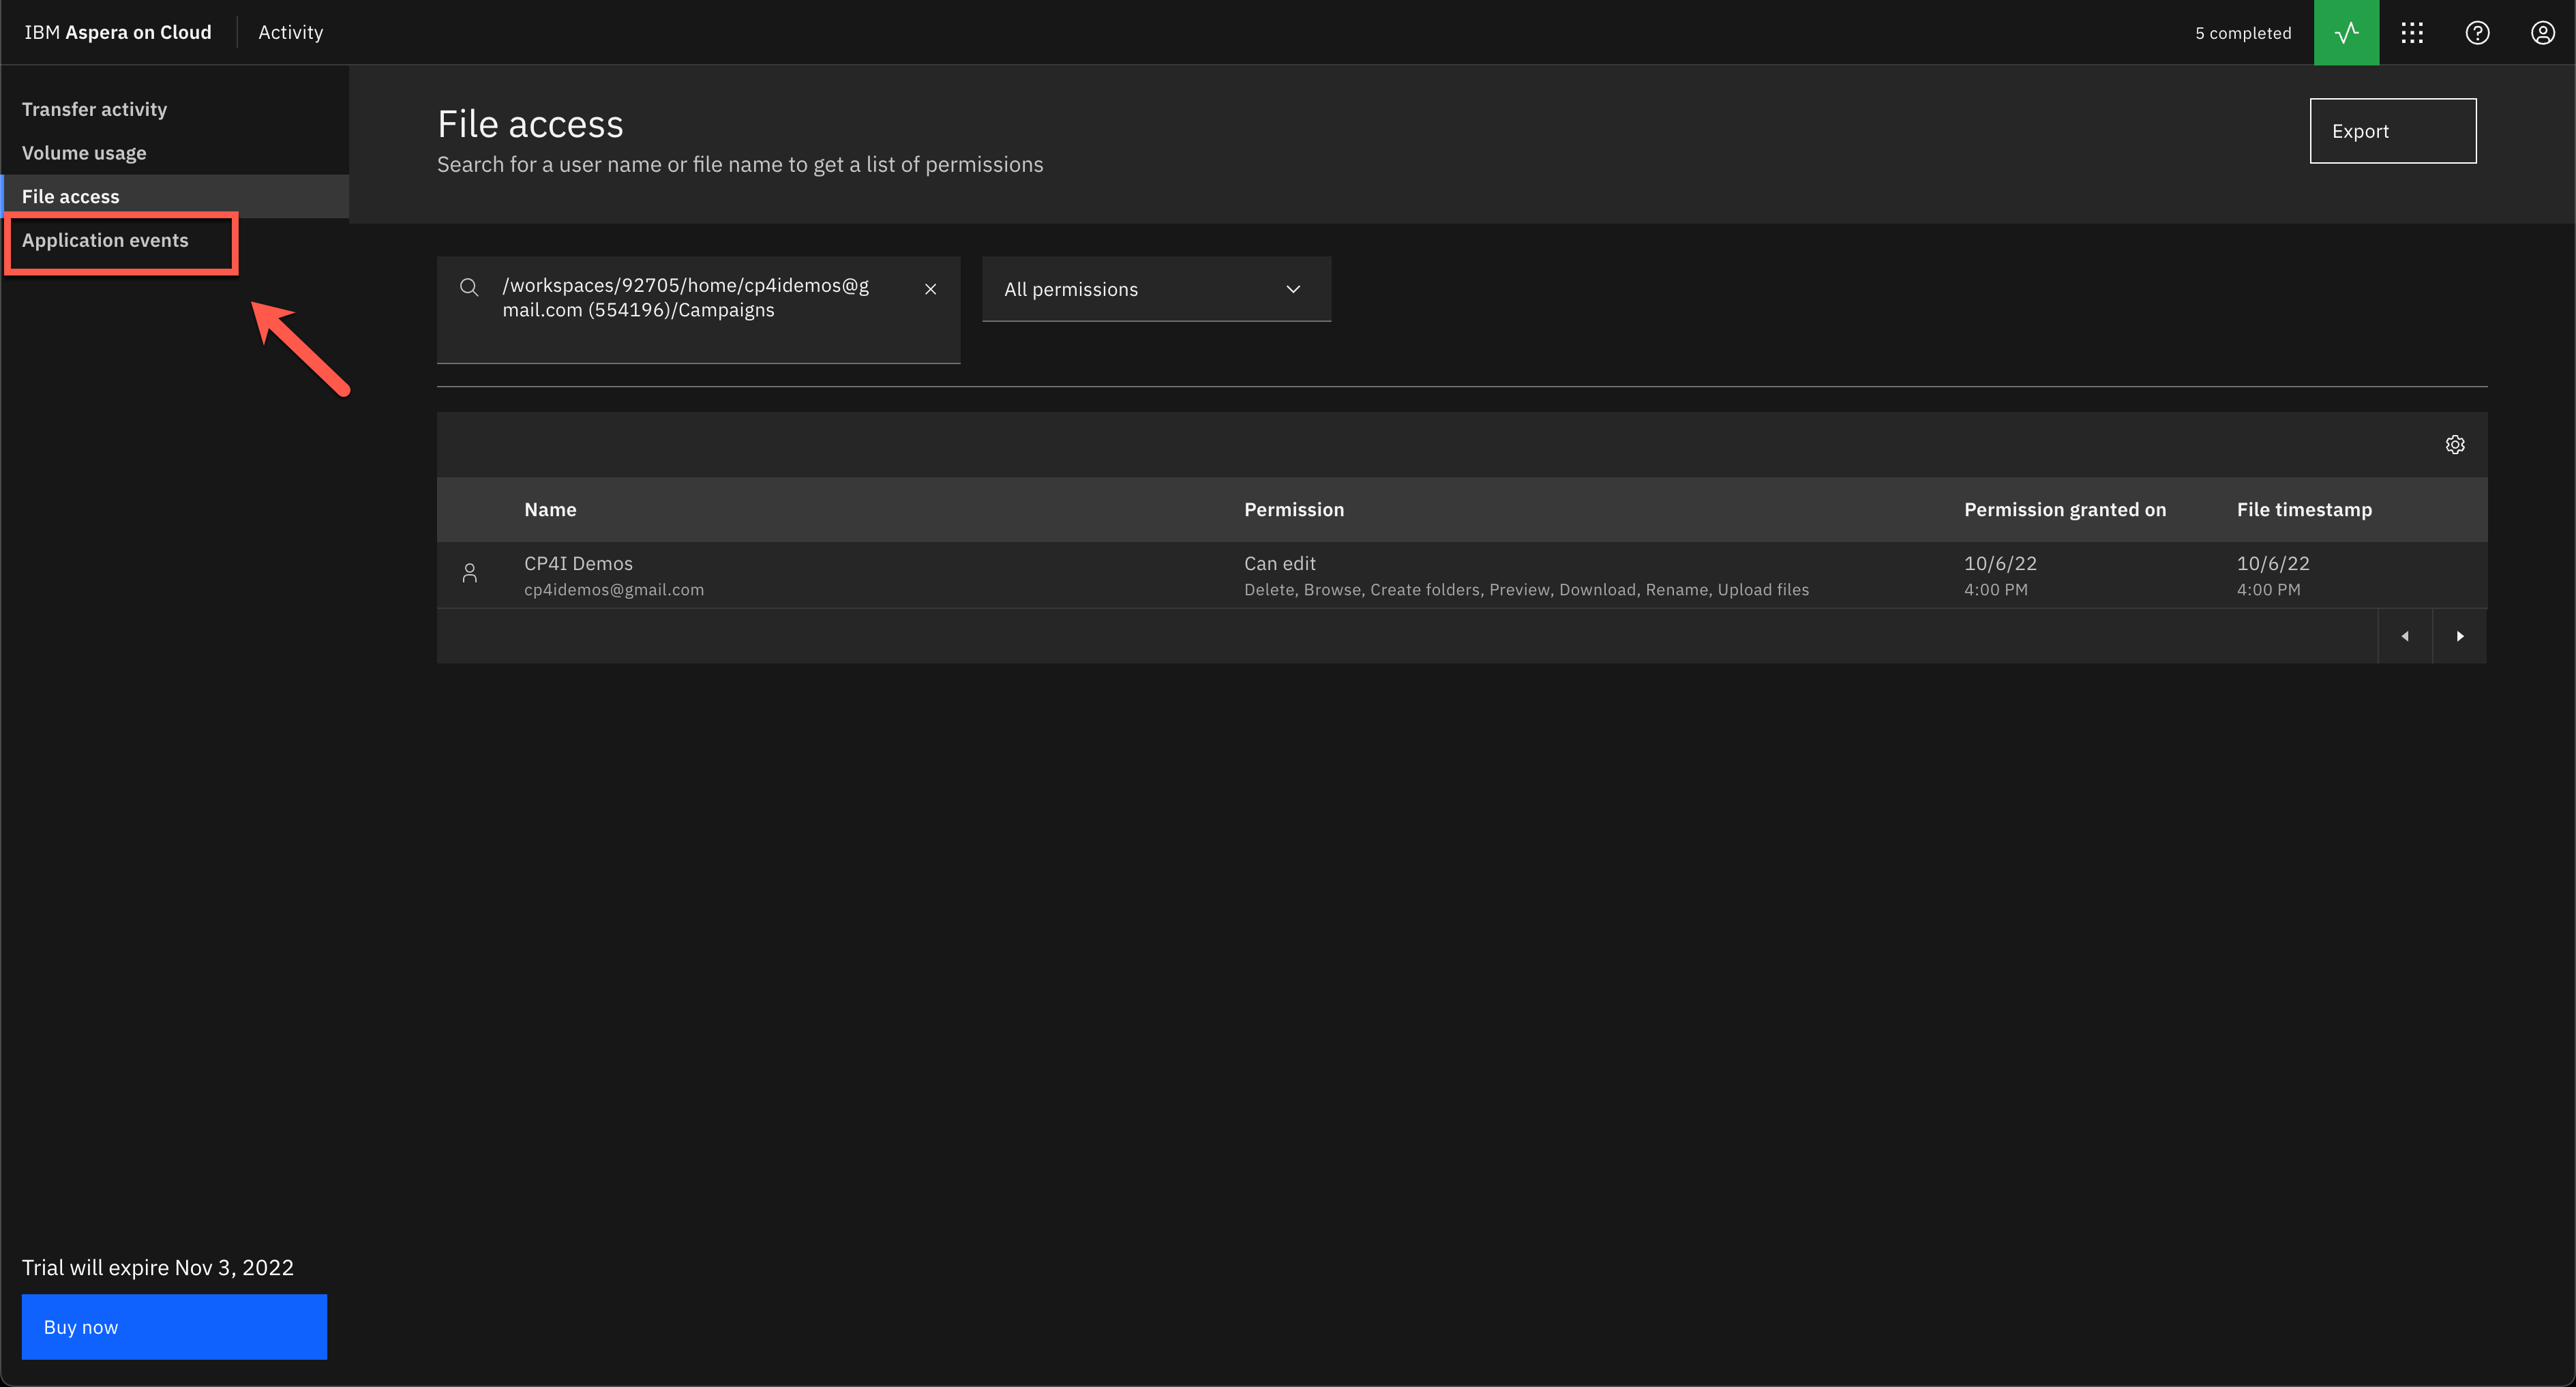 IBM Aspera on Cloud
Activity
5 completed
Transfer activity
Volume usage
File access
Application events
File access
Search for a user name or file name to get a list of permissions
Export
/workspaces/92705/home/cp4idemos@g
mail.com (554196)/Campaigns
All permissions
Name Permission Permission granted on File timestamp
CP4I Demos Can edit 10/6/22 10/6/22
cp4idemos@gmail.com Delete, Browse, Create folders, Preview, Download, Rename, Upload files 4:00 PM 4:00 PM
Trial will expire Nov 3, 2022
Buy now